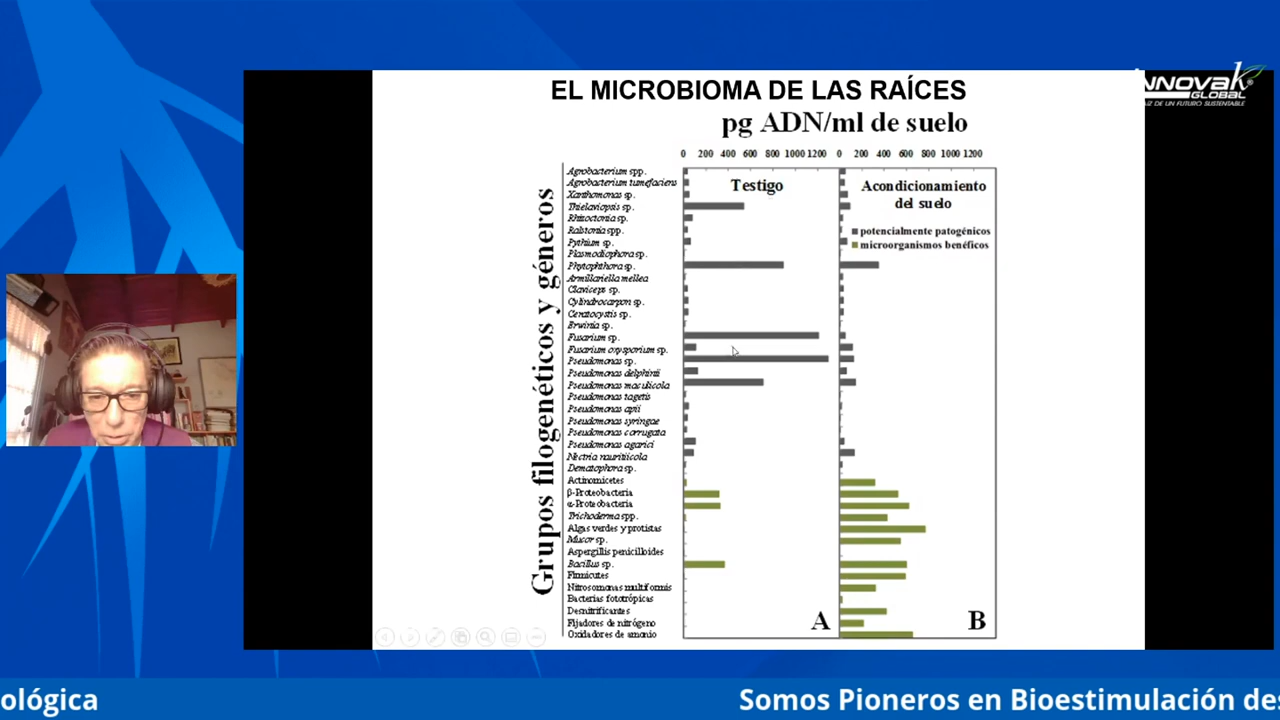 INNOVAK
GLOBAL
RAÍZ DE UN FUTURO SUSTENTABLE
EL MICROBIOMA DE LAS RAÍCES
pg ADN/ml de suelo
0 200 400 600 800 1000 1200
0 200 400 600 800 1000 1200
Grupos filogenéticos y géneros
Agrobacterium spp.
Agrobacterium tumefaciens
Xanthomonas sp.
Thielaviopsis sp.
Rhizoctonia sp.
Ralstonia spp.
Pythium sp.
Plasmodiophora sp.
Phytophthora sp.
Armillariella mellea
Claviceps sp.
Cylindrocarpon sp.
Ceratocystis sp.
Erwinia sp.
Fusarium sp.
Fusarium oxysporium sp.
Pseudomonas sp.
Pseudomonas delphinii
Pseudomonas maculicola
Pseudomonas tagetis
Pseudomonas apii
Pseudomonas syringae
Pseudomonas corrugata
Pseudomonas agarici
Nectria mauritiicola
Dematophora sp.
Actinomicetes
β-Proteobacteria
α-Proteobacteria
Trichoderma spp.
Algas verdes y protistas
Mucor sp.
Aspergillis penicilloides
Bacillus sp.
Firmicutes
Nitrosomonas multiformis
Bacterias fototrópicas
Desnitrificantes
Fijadores de nitrógeno
Oxidadores de amonio
Testigo
A
Acondicionamiento
del suelo
potencialmente patogénicos
microorganismos benéficos
B
ológica
Somos Pioneros en Bioestimulación des